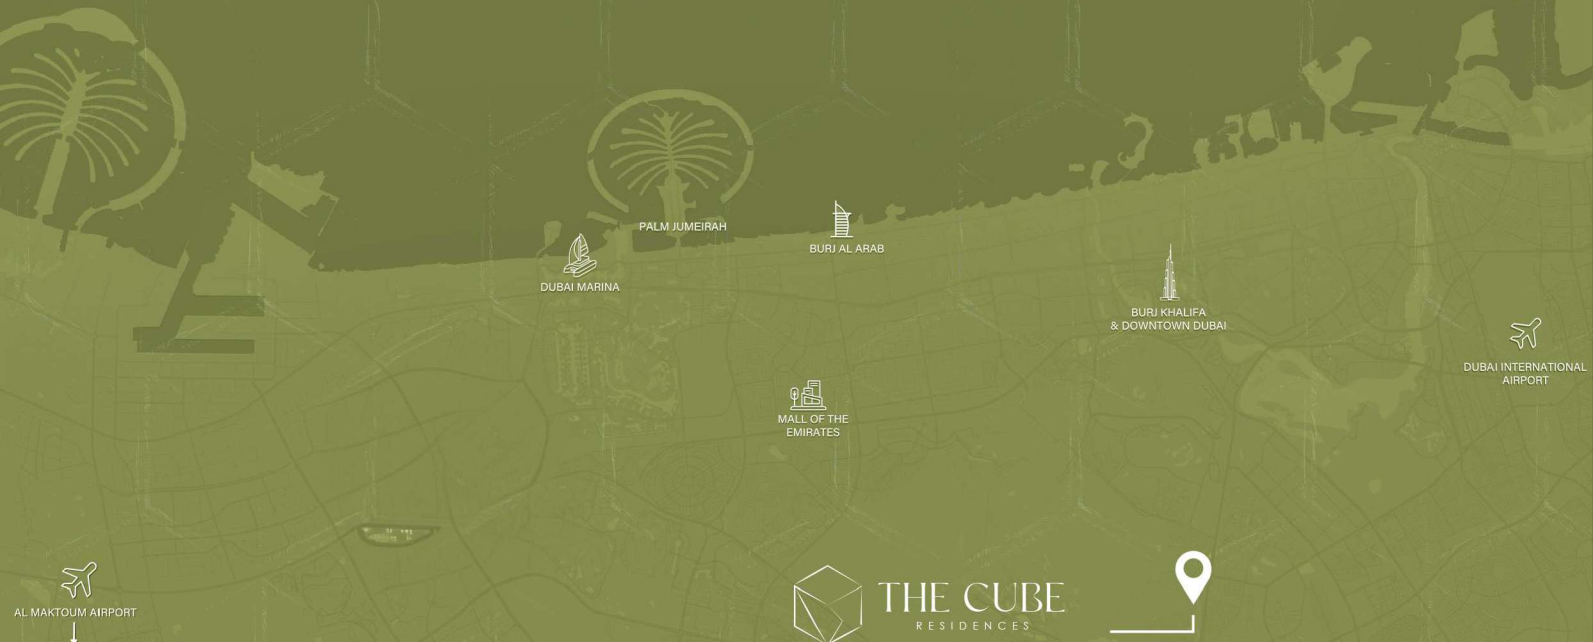 PALM JUMEIRAH
BURJ AL ARAB
DUBAI MARINA
BURJ KHALIFA
& DOWNTOWN DUBAI
DUBAI INTERNATIONAL
AIRPORT
MALL OF THE
EMIRATES
AL MAKTOUM AIRPORT
THE CUBE
RESIDENCES